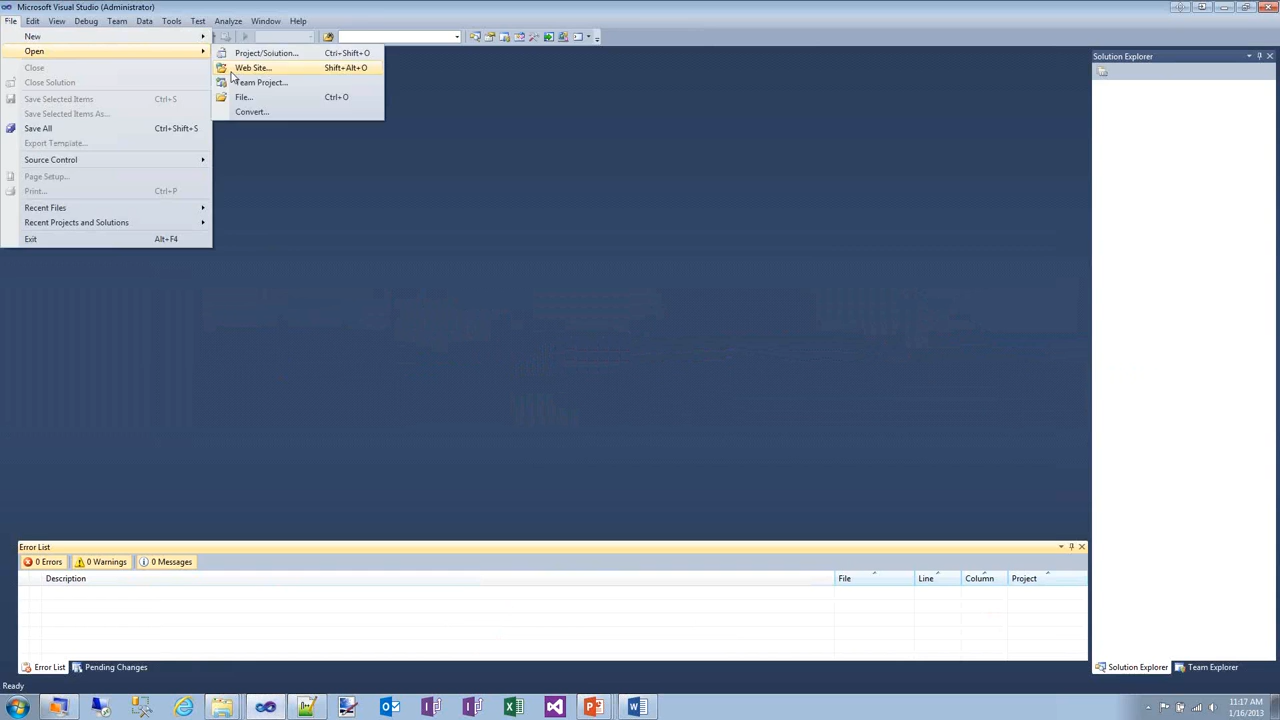 Microsoft Visual Studio (Administrator)
File Edit View Debug Team Data Tools Test Analyze Window Help
New
Open
Close
Close Solution
Save Selected Items Ctrl+S
Save Selected Items As...
Save All Ctrl+Shift+S
Export Template...
Source Control
Page Setup...
Print... Ctrl+P
Recent Files
Recent Projects and Solutions
Exit Alt+F4
Project/Solution... Ctrl+Shift+O
Web Site... Shift+Alt+O
Team Project...
File... Ctrl+O
Convert...
Solution Explorer
Error List
0 Errors 0 Warnings 0 Messages
Description File Line Column Project
Error List Pending Changes
Solution Explorer Team Explorer
Ready
11:17 AM
1/16/2013